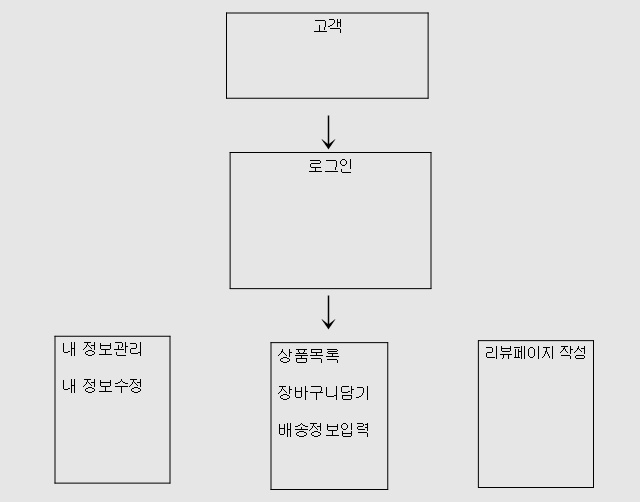 고객
로그인
내 정보관리
내 정보수정
상품목록
장바구니담기
배송정보입력
리뷰페이지 작성